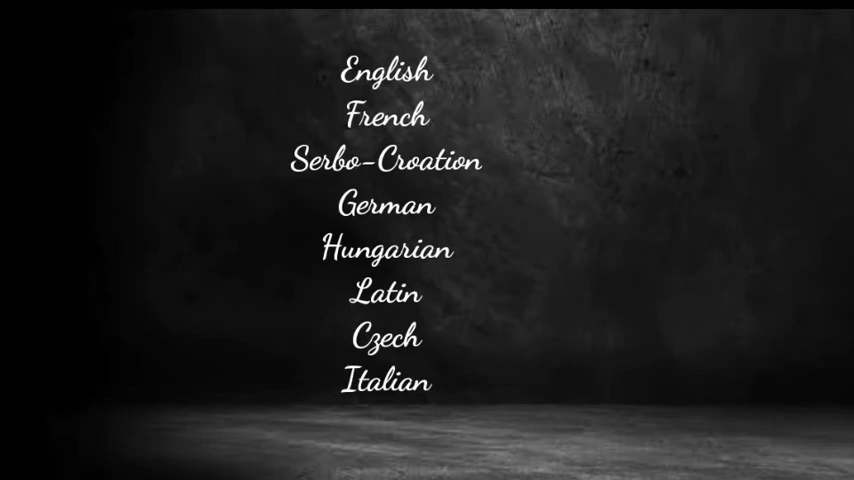 English
French
Serbo-Croation
German
Hungarian
Latin
Czech
Italian